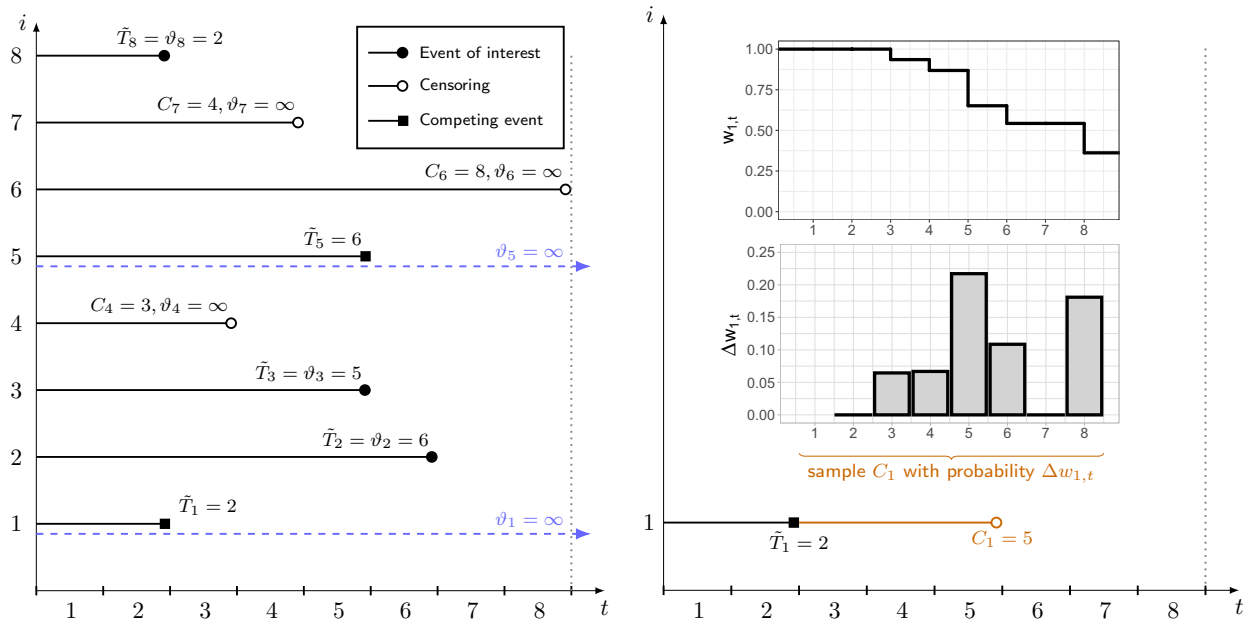 i
8
7
6
5
4
3
2
1
T̃₈ = ϑ₈ = 2
C₇ = 4, ϑ₇ = ∞
C₆ = 8, ϑ₆ = ∞
T̃₅ = 6
ϑ₅ = ∞
C₄ = 3, ϑ₄ = ∞
T̃₃ = ϑ₃ = 5
T̃₂ = ϑ₂ = 6
T̃₁ = 2
ϑ₁ = ∞
Event of interest
Censoring
Competing event
1 2 3 4 5 6 7 8 t
i
w₁,t
1.00
0.75
0.50
0.25
0.00
1 2 3 4 5 6 7 8
Δw₁,t
0.25
0.20
0.15
0.10
0.05
0.00
1 2 3 4 5 6 7 8
sample C₁ with probability Δw₁,t
1
T̃₁ = 2
C₁ = 5
1 2 3 4 5 6 7 8 t